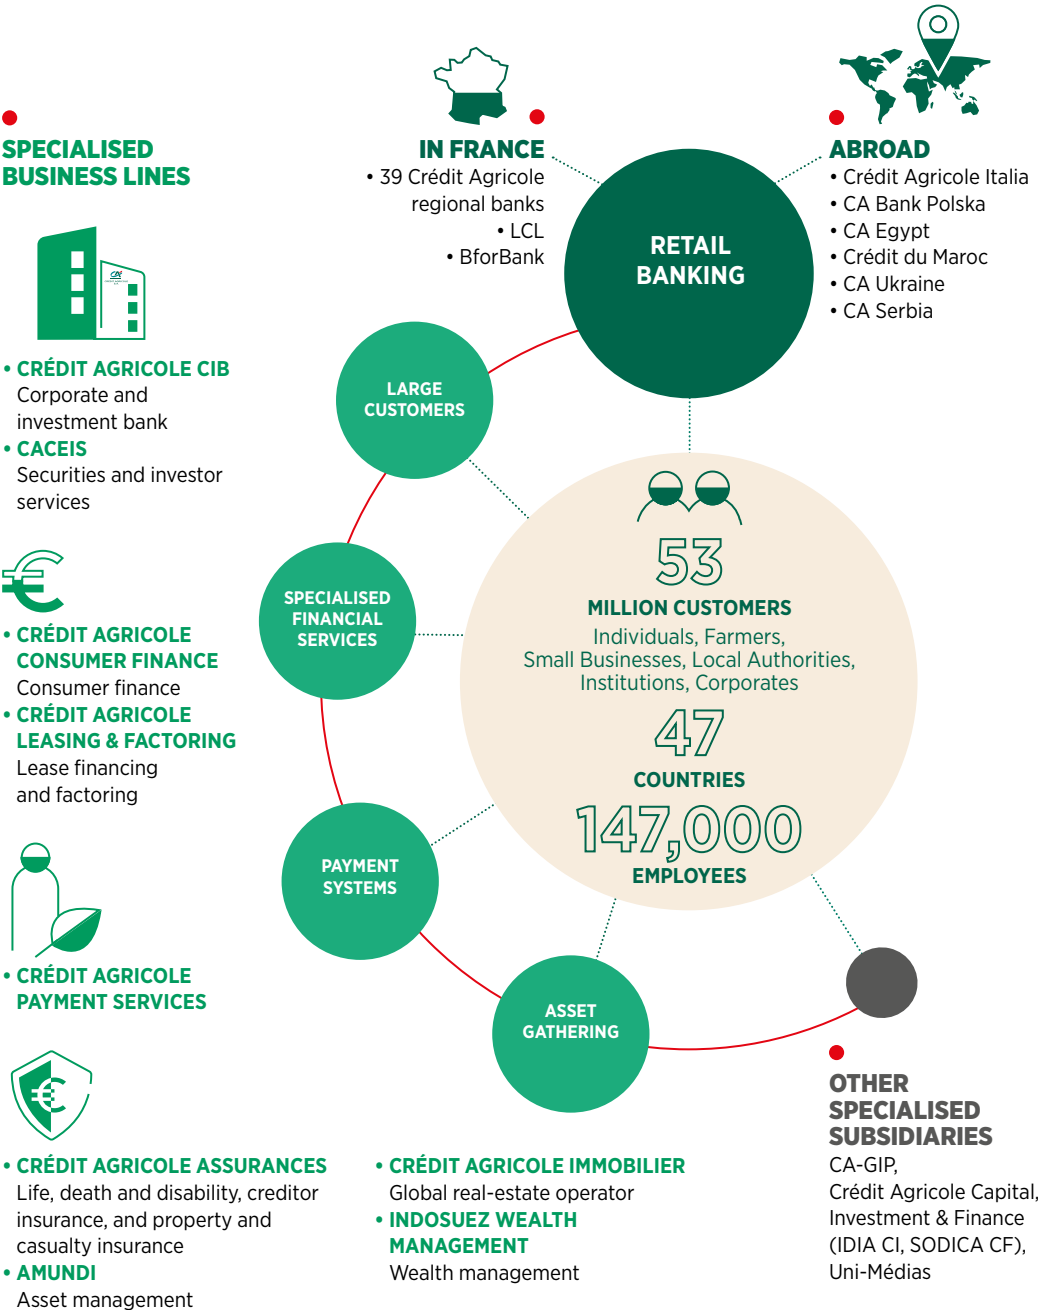 SPECIALISED
BUSINESS LINES
• CRÉDIT AGRICOLE CIB
Corporate and
investment bank
• CACEIS
Securities and investor
services
• CRÉDIT AGRICOLE
CONSUMER FINANCE
Consumer finance
• CRÉDIT AGRICOLE
LEASING & FACTORING
Lease financing
and factoring
• CRÉDIT AGRICOLE
PAYMENT SERVICES
• CRÉDIT AGRICOLE ASSURANCES
Life, death and disability, creditor
insurance, and property and
casualty insurance
• AMUNDI
Asset management
• CRÉDIT AGRICOLE IMMOBILIER
Global real-estate operator
• INDOSUEZ WEALTH
MANAGEMENT
Wealth management
IN FRANCE
• 39 Crédit Agricole
regional banks
• LCL
• BforBank
RETAIL
BANKING
ABROAD
• Crédit Agricole Italia
• CA Bank Polska
• CA Egypt
• Crédit du Maroc
• CA Ukraine
• CA Serbia
LARGE
CUSTOMERS
SPECIALISED
FINANCIAL
SERVICES
PAYMENT
SYSTEMS
ASSET
GATHERING
53
MILLION CUSTOMERS
Individuals, Farmers,
Small Businesses, Local Authorities,
Institutions, Corporates
47
COUNTRIES
147,000
EMPLOYEES
OTHER
SPECIALISED
SUBSIDIARIES
CA-GIP,
Crédit Agricole Capital,
Investment & Finance
(IDIA CI, SODICA CF),
Uni-Médias